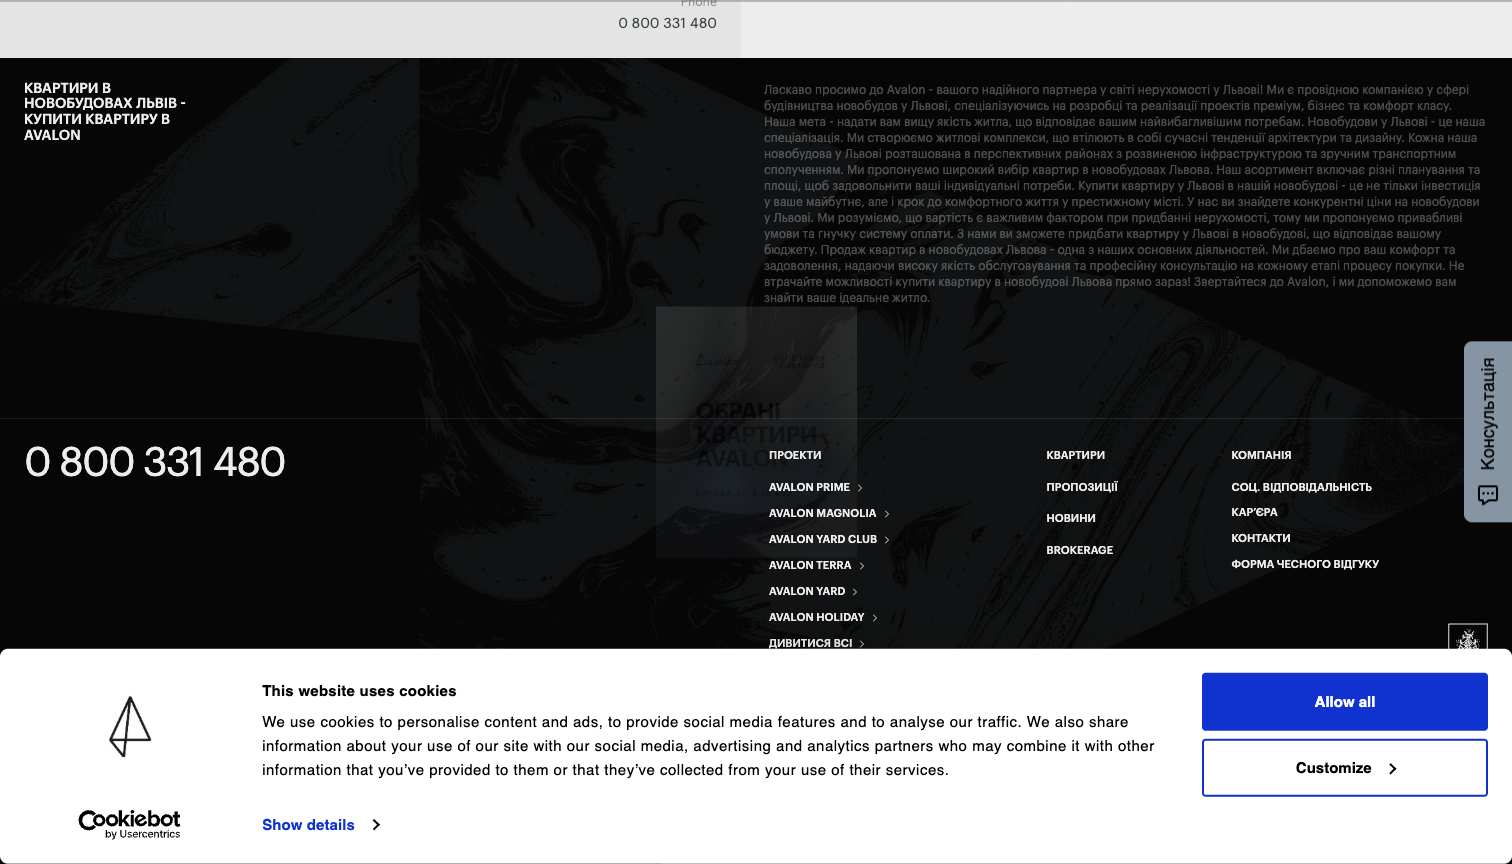 Phone
0 800 331 480
КВАРТИРИ В
НОВОБУДОВАХ ЛЬВІВ -
КУПИТИ КВАРТИРУ В
AVALON
Ласкаво просимо до Avalon - вашого надійного партнера у світі нерухомості у Львові! Ми є провідною компанією у сфері
будівництва новобудов у Львові, спеціалізуючись на розробці та реалізації проектів преміум, бізнес та комфорт класу.
Наша мета - надати вам вищу якість житла, що відповідає вашим найвибагливішим потребам. Новобудови у Львові - це наша
спеціалізація. Ми створюємо житлові комплекси, що втілюють в собі сучасні тенденції архітектури та дизайну. Кожна наша
новобудова у Львові розташована в перспективних районах з розвиненою інфраструктурою та зручним транспортним
сполученням. Ми пропонуємо широкий вибір квартир в новобудовах Львова. Наш асортимент включає різні планування та
площі, щоб задовольнити ваші індивідуальні потреби. Купити квартиру у Львові в нашій новобудові - це не тільки інвестиція
у ваше майбутнє, але і крок до комфортного життя у престижному місті. У нас ви знайдете конкурентні ціни на новобудови
у Львові. Ми розуміємо, що вартість є важливим фактором при придбанні нерухомості, тому ми пропонуємо привабливі
умови та гнучку систему оплати. З нами ви зможете придбати квартиру у Львові в новобудові, що відповідає вашому
бюджету. Продаж квартир в новобудовах Львова - одна з наших основних діяльностей. Ми дбаємо про ваш комфорт та
задоволення, надаючи високу якість обслуговування та професійну консультацію на кожному етапі процесу покупки. Не
втрачайте можливості купити квартиру в новобудові Львова прямо зараз! Звертайтеся до Avalon, і ми допоможемо вам
знайти ваше ідеальне житло.
Консультація
ОБРАНІ
КВАРТИРИ
AVALON
0 800 331 480
ПРОЕКТИ
AVALON PRIME
AVALON MAGNOLIA
AVALON YARD CLUB
AVALON TERRA
AVALON YARD
AVALON HOLIDAY
ДИВИТИСЯ ВСІ
КВАРТИРИ
ПРОПОЗИЦІЇ
НОВИНИ
BROKERAGE
КОМПАНІЯ
СОЦ. ВІДПОВІДАЛЬНІСТЬ
КАР'ЄРА
КОНТАКТИ
ФОРМА ЧЕСНОГО ВІДГУКУ
This website uses cookies
We use cookies to personalise content and ads, to provide social media features and to analyse our traffic. We also share
information about your use of our site with our social media, advertising and analytics partners who may combine it with other
information that you've provided to them or that they've collected from your use of their services.
Show details
Allow all
Customize
Cookiebot
by Usercentrics